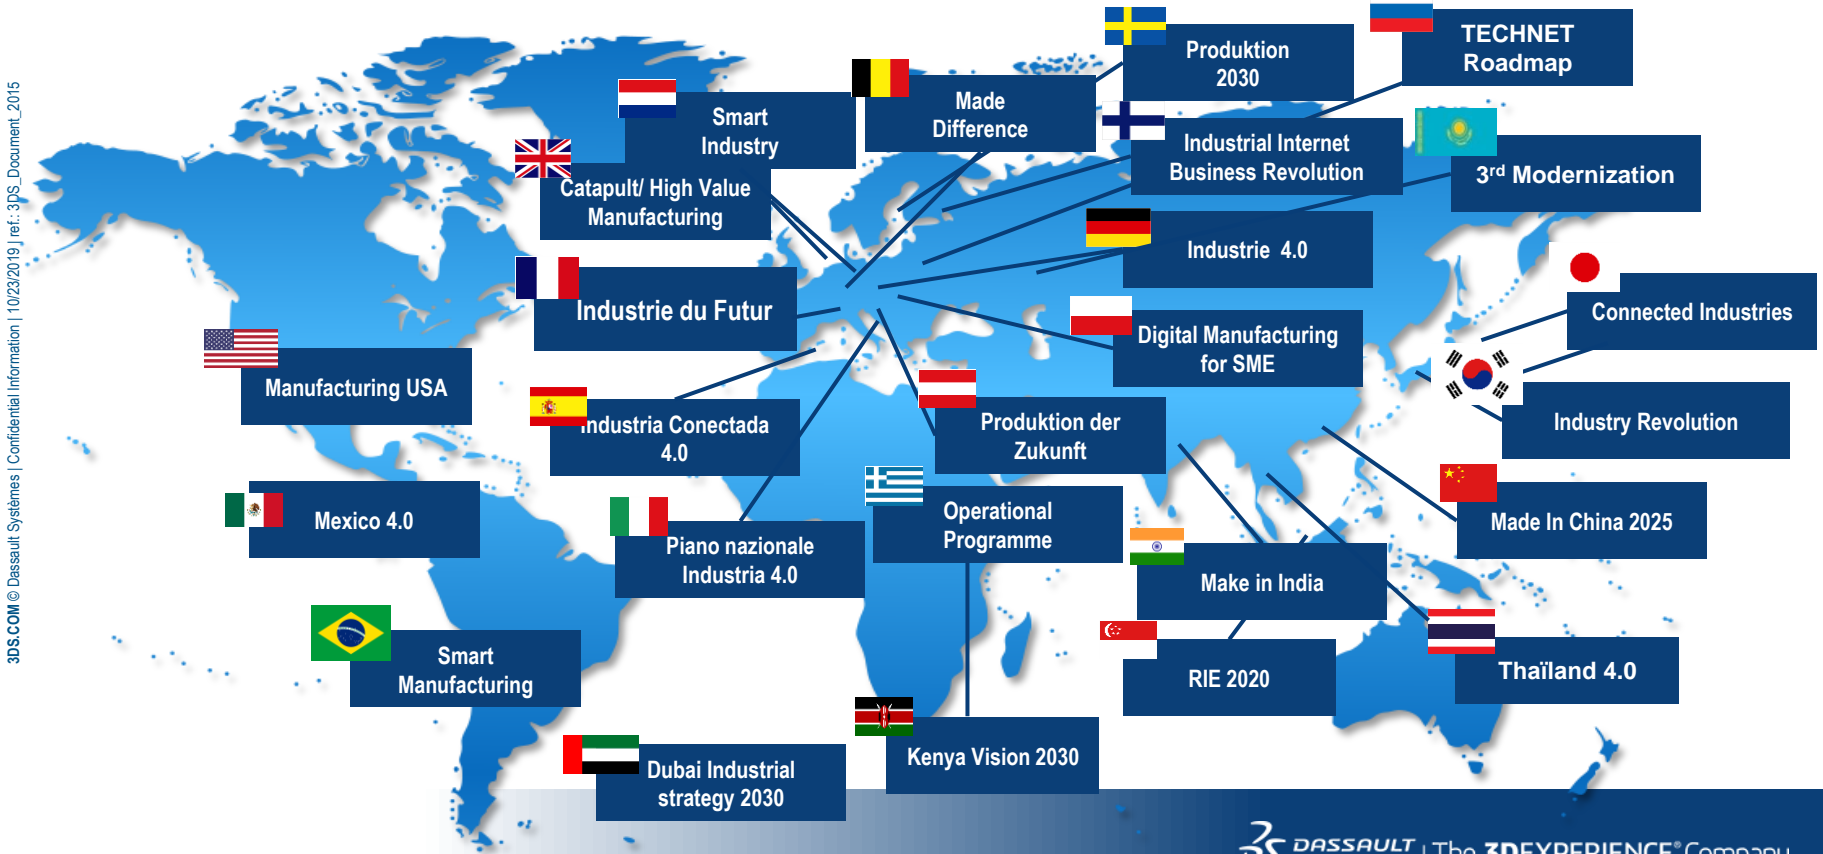 3DS.COM © Dassault Systèmes | Confidential Information | 10/23/2019 | ref.: 3DS_Document_2015
Produktion
2030
TECHNET
Roadmap
Smart
Industry
Made
Difference
Industrial Internet
Business Revolution
3rd Modernization
Catapult/ High Value
Manufacturing
Industrie 4.0
Industrie du Futur
Connected Industries
Digital Manufacturing
for SME
Manufacturing USA
Industria Conectada
4.0
Produktion der
Zukunft
Industry Revolution
Mexico 4.0
Piano nazionale
Industria 4.0
Operational
Programme
Made In China 2025
Make in India
Smart
Manufacturing
RIE 2020
Thaïland 4.0
Kenya Vision 2030
Dubai Industrial
strategy 2030
DASSAULT | The 3DEXPERIENCE® Company